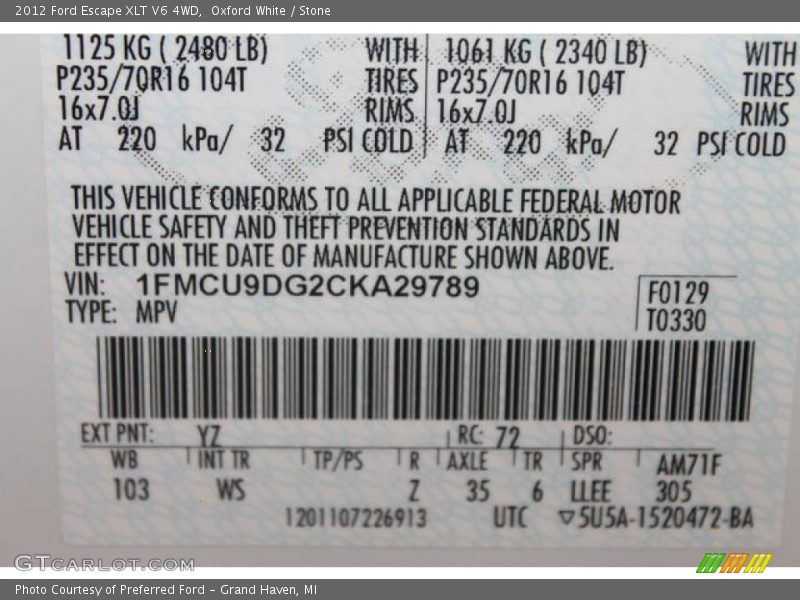 2012 Ford Escape XLT V6 4WD, Oxford White / Stone
1125 KG ( 2480 LB) WITH 1061 KG ( 2340 LB) WITH
P235/70R16 104T TIRES P235/70R16 104T TIRES
16x7.0J RIMS 16x7.0J RIMS
AT 220 kPa/ 32 PSI COLD AT 220 kPa/ 32 PSI COLD
THIS VEHICLE CONFORMS TO ALL APPLICABLE FEDERAL MOTOR
VEHICLE SAFETY AND THEFT PREVENTION STANDARDS IN
EFFECT ON THE DATE OF MANUFACTURE SHOWN ABOVE.
VIN: 1FMCU9DG2CKA29789 F0129
TYPE: MPV T0330
EXT PNT: YZ RC: 72 DSO:
WB INT TR TP/PS R AXLE TR SPR AM71F
103 WS Z 35 6 LLEE 305
1201107226913 UTC ▽5U5A-1520472-BA
GTCARLOT.COM
Photo Courtesy of Preferred Ford – Grand Haven, MI